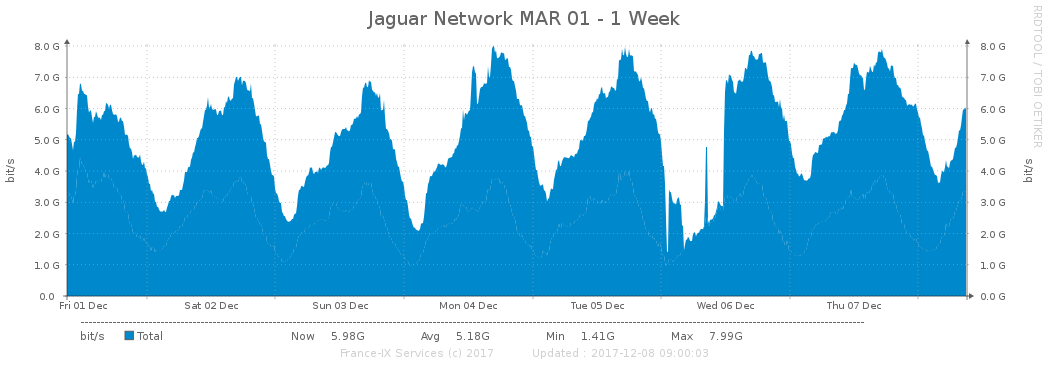 Jaguar Network MAR 01 - 1 Week
RRDTOOL / TOBI OETIKER
bit/s
8.0 G 8.0 G
7.0 G 7.0 G
6.0 G 6.0 G
5.0 G 5.0 G
4.0 G 4.0 G
3.0 G 3.0 G
2.0 G 2.0 G
1.0 G 1.0 G
0.0 0.0 G
bit/s
Fri 01 Dec Sat 02 Dec Sun 03 Dec Mon 04 Dec Tue 05 Dec Wed 06 Dec Thu 07 Dec
bit/s Total Now 5.98G Avg 5.18G Min 1.41G Max 7.99G
France-IX Services (c) 2017 Updated : 2017-12-08 09:00:03